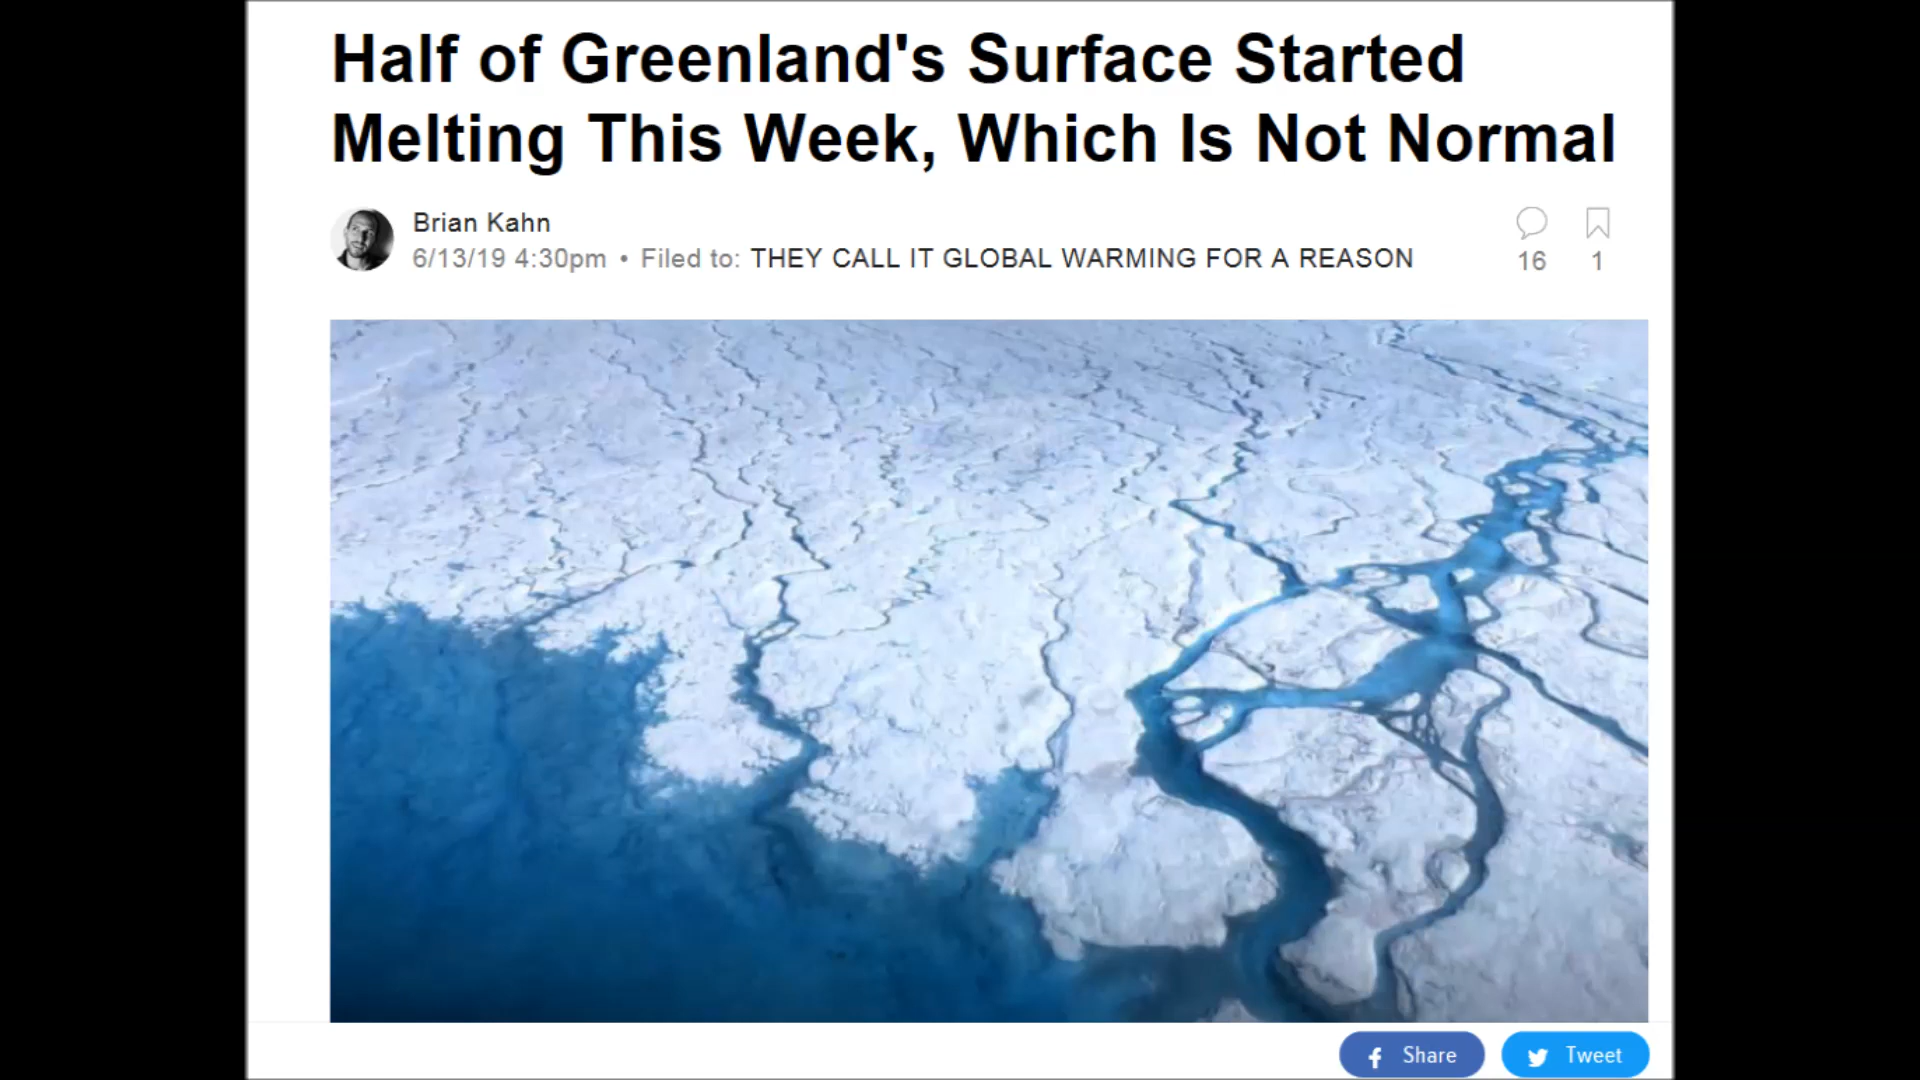 Half of Greenland's Surface Started
Melting This Week, Which Is Not Normal
Brian Kahn
6/13/19 4:30pm • Filed to: THEY CALL IT GLOBAL WARMING FOR A REASON
16 1
Share Tweet